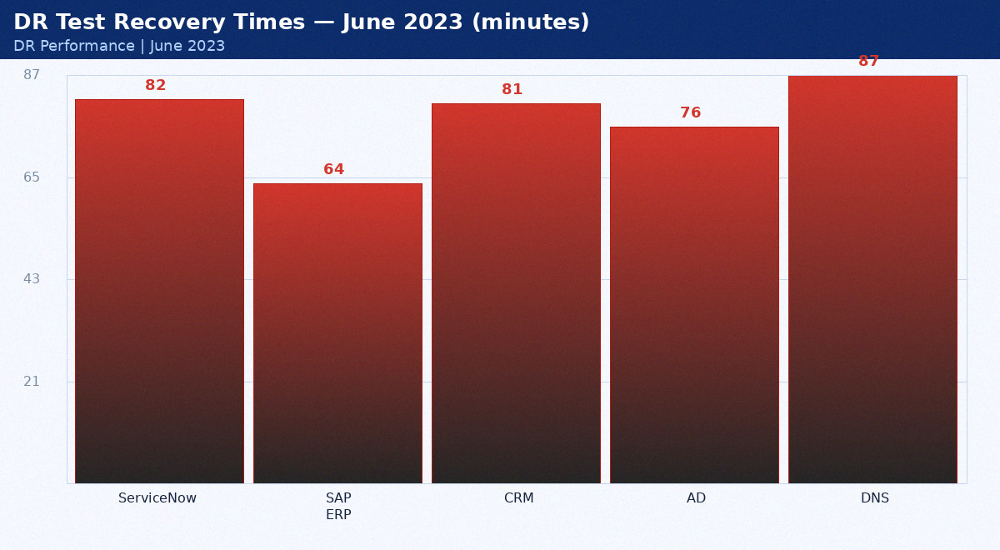 DR Test Recovery Times — June 2023 (minutes)
DR Performance | June 2023
87
87
82
81
76
65
64
43
21
ServiceNow
SAP
ERP
CRM
AD
DNS